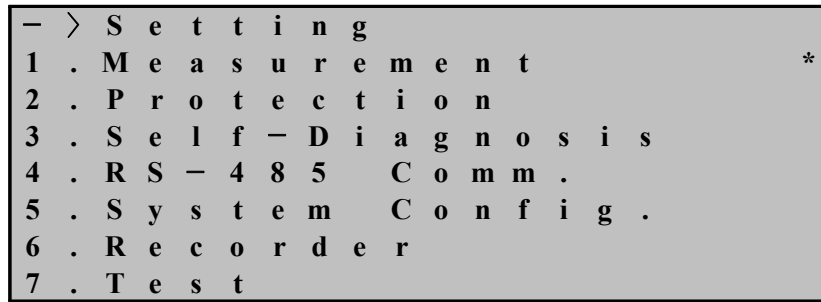 -> Setting
1.Measurement *
2.Protection
3.Self-Diagnosis
4.RS-485 Comm.
5.System Config.
6.Recorder
7.Test